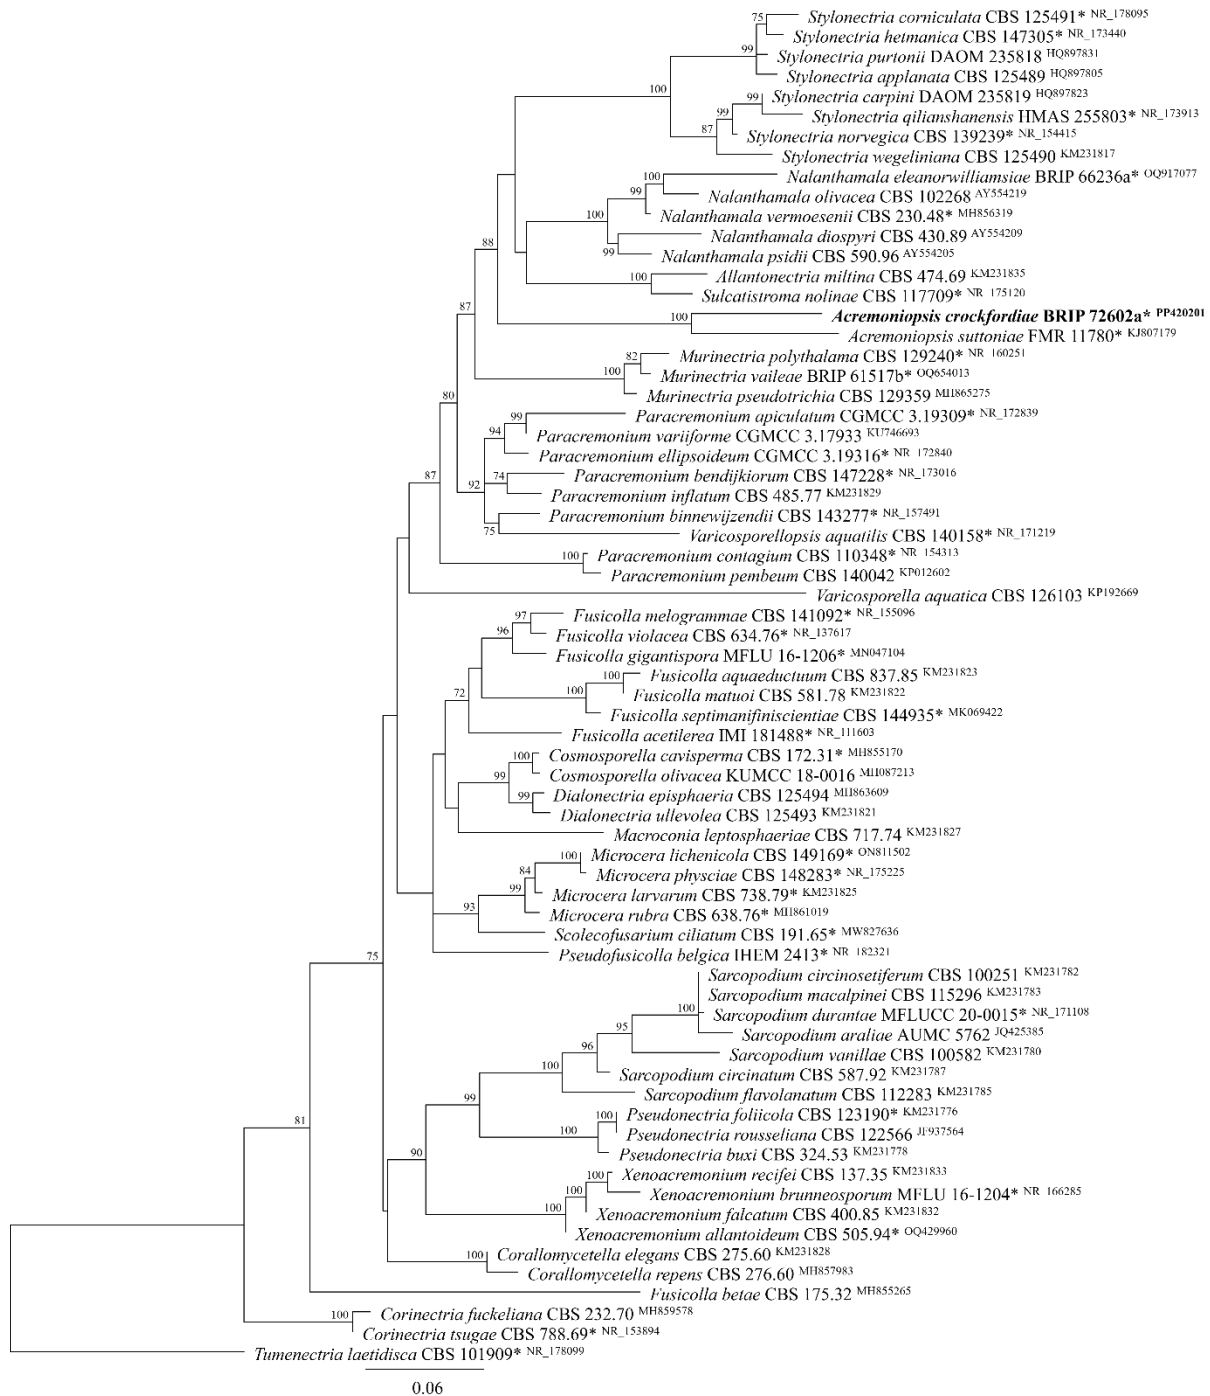 75 Stylonectria corniculata CBS 125491* NR_178095
Stylonectria hetmanica CBS 147305* NR_173440
99 Stylonectria purtonii DAOM 235818 HQ897831
Stylonectria applanata CBS 125489 HQ897805
100 99 Stylonectria carpini DAOM 235819 HQ897823
99 Stylonectria qilianshanensis HMAS 255803* NR_173913
87 Stylonectria norvegica CBS 139239* NR_154415
Stylonectria wegeliniana CBS 125490 KM231817
100 Nalanthamala eleanorwilliamsiae BRIP 66236a* OQ917077
99 Nalanthamala olivacea CBS 102268 AY554219
100 Nalanthamala vermoesenii CBS 230.48* MH856319
Nalanthamala diospyri CBS 430.89 AY554209
88 99 Nalanthamala psidii CBS 590.96 AY554205
100 Allantonectria miltina CBS 474.69 KM231835
Sulcatistroma nolinae CBS 117709* NR_175120
87 100 Acremoniopsis crockfordiae BRIP 72602a* PP420201
Acremoniopsis suttoniae FMR 11780* KJ807179
82 Murinectria polythalama CBS 129240* NR_160251
100 Murinectria vaileae BRIP 61517b* OQ654013
80 Murinectria pseudotrichia CBS 129359 MH865275
99 Paracremonium apiculatum CGMCC 3.19309* NR_172839
94 Paracremonium variiforme CGMCC 3.17933 KU746693
Paracremonium ellipsoideum CGMCC 3.19316* NR_172840
87 92 74 Paracremonium bendijkiorum CBS 147228* NR_173016
Paracremonium inflatum CBS 485.77 KM231829
Paracremonium binnewijzendii CBS 143277* NR_157491
75 Varicosporellopsis aquatilis CBS 140158* NR_171219
100 Paracremonium contagium CBS 110348* NR_154313
Paracremonium pembeum CBS 140042 KP012602
Varicosporella aquatica CBS 126103 KP192669
97 Fusicolla melogrammae CBS 141092* NR_155096
96 Fusicolla violacea CBS 634.76* NR_137617
Fusicolla gigantispora MFLU 16-1206* MN047104
100 Fusicolla aquaeductuum CBS 837.85 KM231823
72 100 Fusicolla matuoi CBS 581.78 KM231822
Fusicolla septimanifiniscientiae CBS 144935* MK069422
Fusicolla acetilerea IMI 181488* NR_111603
100 Cosmosporella cavisperma CBS 172.31* MH855170
99 Cosmosporella olivacea KUMCC 18-0016 MH087213
99 Dialonectria episphaeria CBS 125494 MH863609
Dialonectria ullevolea CBS 125493 KM231821
Macroconia leptosphaeriae CBS 717.74 KM231827
100 Microcera lichenicola CBS 149169* ON811502
84 Microcera physciae CBS 148283* NR_175225
99 Microcera larvarum CBS 738.79* KM231825
93 Microcera rubra CBS 638.76* MH861019
Scolecofusarium ciliatum CBS 191.65* MW827636
75 Pseudofusicolla belgica IHEM 2413* NR_182321
Sarcopodium circinosetiferum CBS 100251 KM231782
Sarcopodium macalpinei CBS 115296 KM231783
100 Sarcopodium durantae MFLUCC 20-0015* NR_171108
95 Sarcopodium araliae AUMC 5762 JQ425385
96 Sarcopodium vanillae CBS 100582 KM231780
100 Sarcopodium circinatum CBS 587.92 KM231787
99 Sarcopodium flavolanatum CBS 112283 KM231785
81 100 Pseudonectria foliicola CBS 123190* KM231776
100 Pseudonectria rousseliana CBS 122566 JF937564
90 Pseudonectria buxi CBS 324.53 KM231778
100 Xenoacremonium recifei CBS 137.35 KM231833
100 Xenoacremonium brunneosporum MFLU 16-1204* NR_166285
100 Xenoacremonium falcatum CBS 400.85 KM231832
Xenoacremonium allantoideum CBS 505.94* OQ429960
100 Corallomycetella elegans CBS 275.60 KM231828
Corallomycetella repens CBS 276.60 MH857983
Fusicolla betae CBS 175.32 MH855265
100 Corinectria fuckeliana CBS 232.70 MH859578
Corinectria tsugae CBS 788.69* NR_153894
Tumenectria laetidisca CBS 101909* NR_178099
0.06